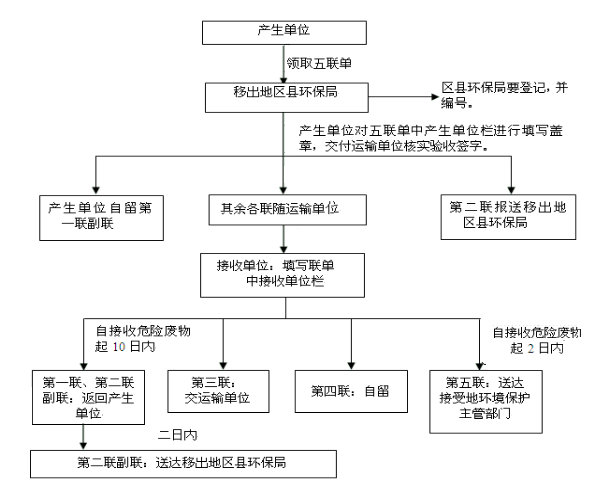 产生单位
领取五联单
移出地区县环保局
区县环保局要登记，并
编号。
产生单位对五联单中产生单位栏进行填写盖
章，交付运输单位核实验收签字。
产生单位自留第
一联副联
其余各联随运输单位
第二联报送移出地
区县环保局
接收单位：填写联单
中接收单位栏
自接收危险废物
起 10 日内
自接收危险废物
起 2 日内
第一联、第二联
副联：返回产生
单位
第三联：
交运输单位
第四联：自留
第五联：送达
接受地环境保护
主管部门
二日内
第二联副联：送达移出地区县环保局